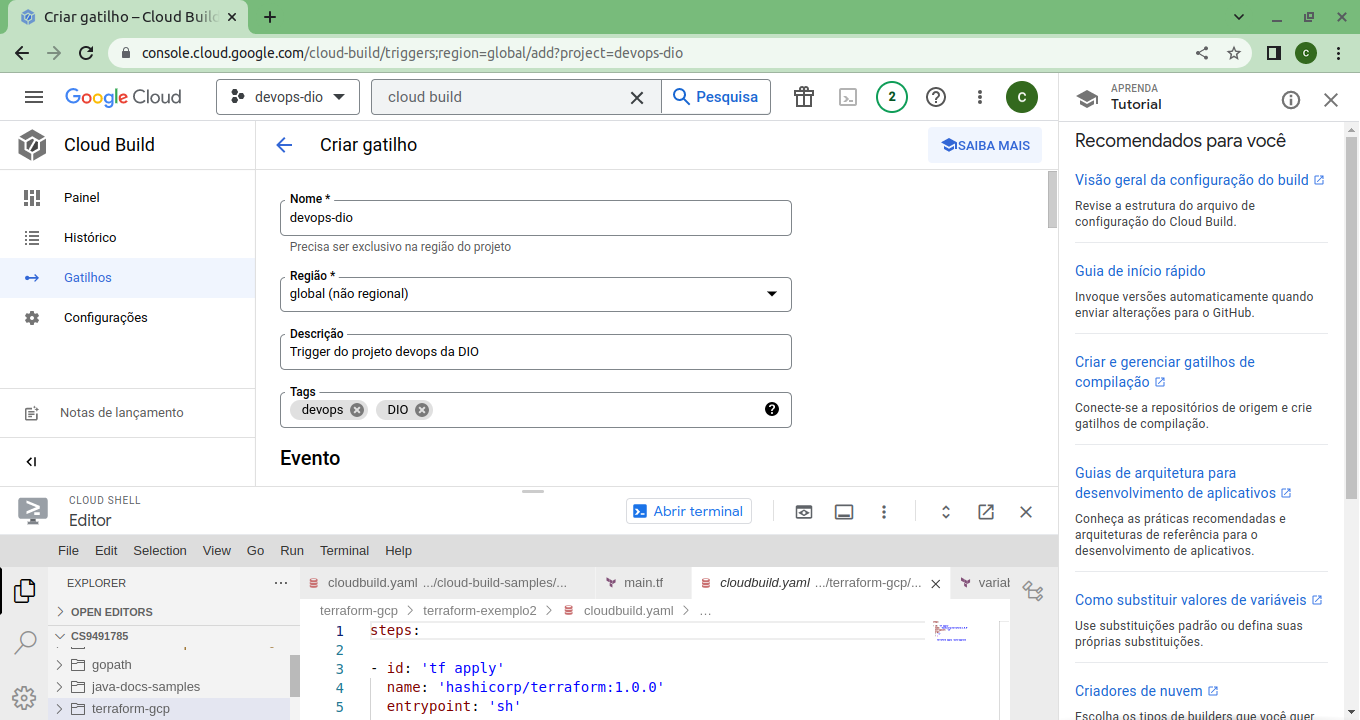 Criar gatilho – Cloud Build
console.cloud.google.com/cloud-build/triggers;region=global/add?project=devops-dio
C
Google Cloud
devops-dio
cloud build
Pesquisa
2
C
APRENDA
Tutorial
Cloud Build
Criar gatilho
SAIBA MAIS
Painel
Histórico
Gatilhos
Configurações
Notas de lançamento
Nome *
devops-dio
Precisa ser exclusivo na região do projeto
Região *
global (não regional)
Descrição
Trigger do projeto devops da DIO
Tags
devops
DIO
Evento
Recomendados para você
Visão geral da configuração do build
Revise a estrutura do arquivo de
configuração do Cloud Build.
Guia de início rápido
Invoque versões automaticamente quando
enviar alterações para o GitHub.
Criar e gerenciar gatilhos de
compilação
Conecte-se a repositórios de origem e crie
gatilhos de compilação.
Guias de arquitetura para
desenvolvimento de aplicativos
Conheça as práticas recomendadas e
arquiteturas de referência para o
desenvolvimento de aplicativos.
Como substituir valores de variáveis
Use substituições padrão ou defina suas
próprias substituições.
Criadores de nuvem
Escolha os tipos de builders que você quer
CLOUD SHELL
Editor
Abrir terminal
File Edit Selection View Go Run Terminal Help
EXPLORER
OPEN EDITORS
CS9491785
gopath
java-docs-samples
terraform-gcp
cloudbuild.yaml .../cloud-build-samples/...
main.tf
cloudbuild.yaml .../terraform-gcp/...
variab
terraform-gcp > terraform-exemplo2 > cloudbuild.yaml > ...
1 steps:
2
3 - id: 'tf apply'
4 name: 'hashicorp/terraform:1.0.0'
5 entrypoint: 'sh'